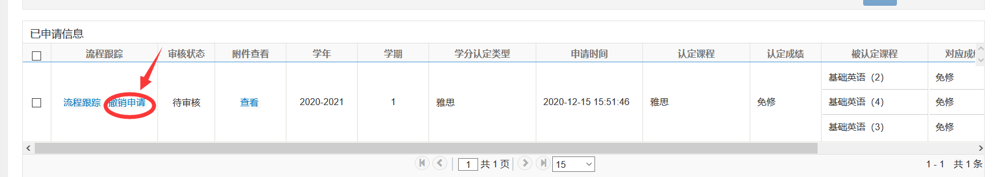 已申请信息
流程跟踪 审核状态 附件查看 学年 学期 学分认定类型 申请时间 认定课程 认定成绩 被认定课程 对应成绩
流程跟踪 撤销申请 待审核 查看 2020-2021 1 雅思 2020-12-15 15:51:46 雅思 免修
基础英语（2） 免修
基础英语（4） 免修
基础英语（3） 免修
1 共 1 页 15 1 - 1 共 1 条